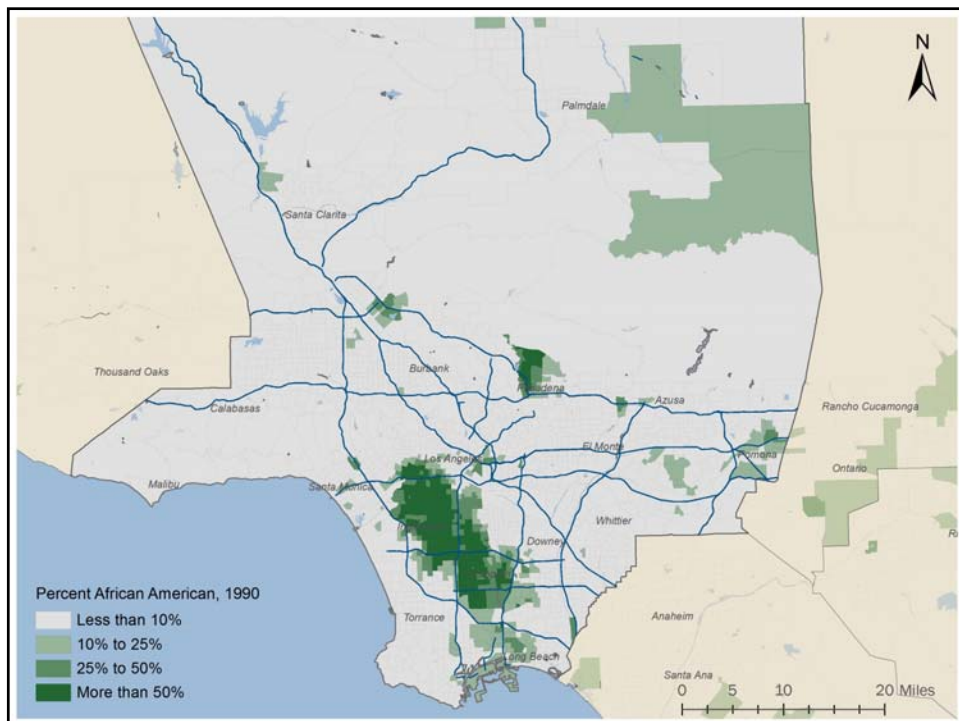 N
Palmdale
Santa Clarita
Burbank
Thousand Oaks
Pasadena
Calabasas
Azusa
Rancho Cucamonga
El Monte
Los Angeles
Pomona
Ontario
Malibu
Santa Monica
Whittier
Downey
Torrance
Anaheim
Long Beach
Santa Ana
Percent African American, 1990
Less than 10%
10% to 25%
25% to 50%
More than 50%
0 5 10 20 Miles